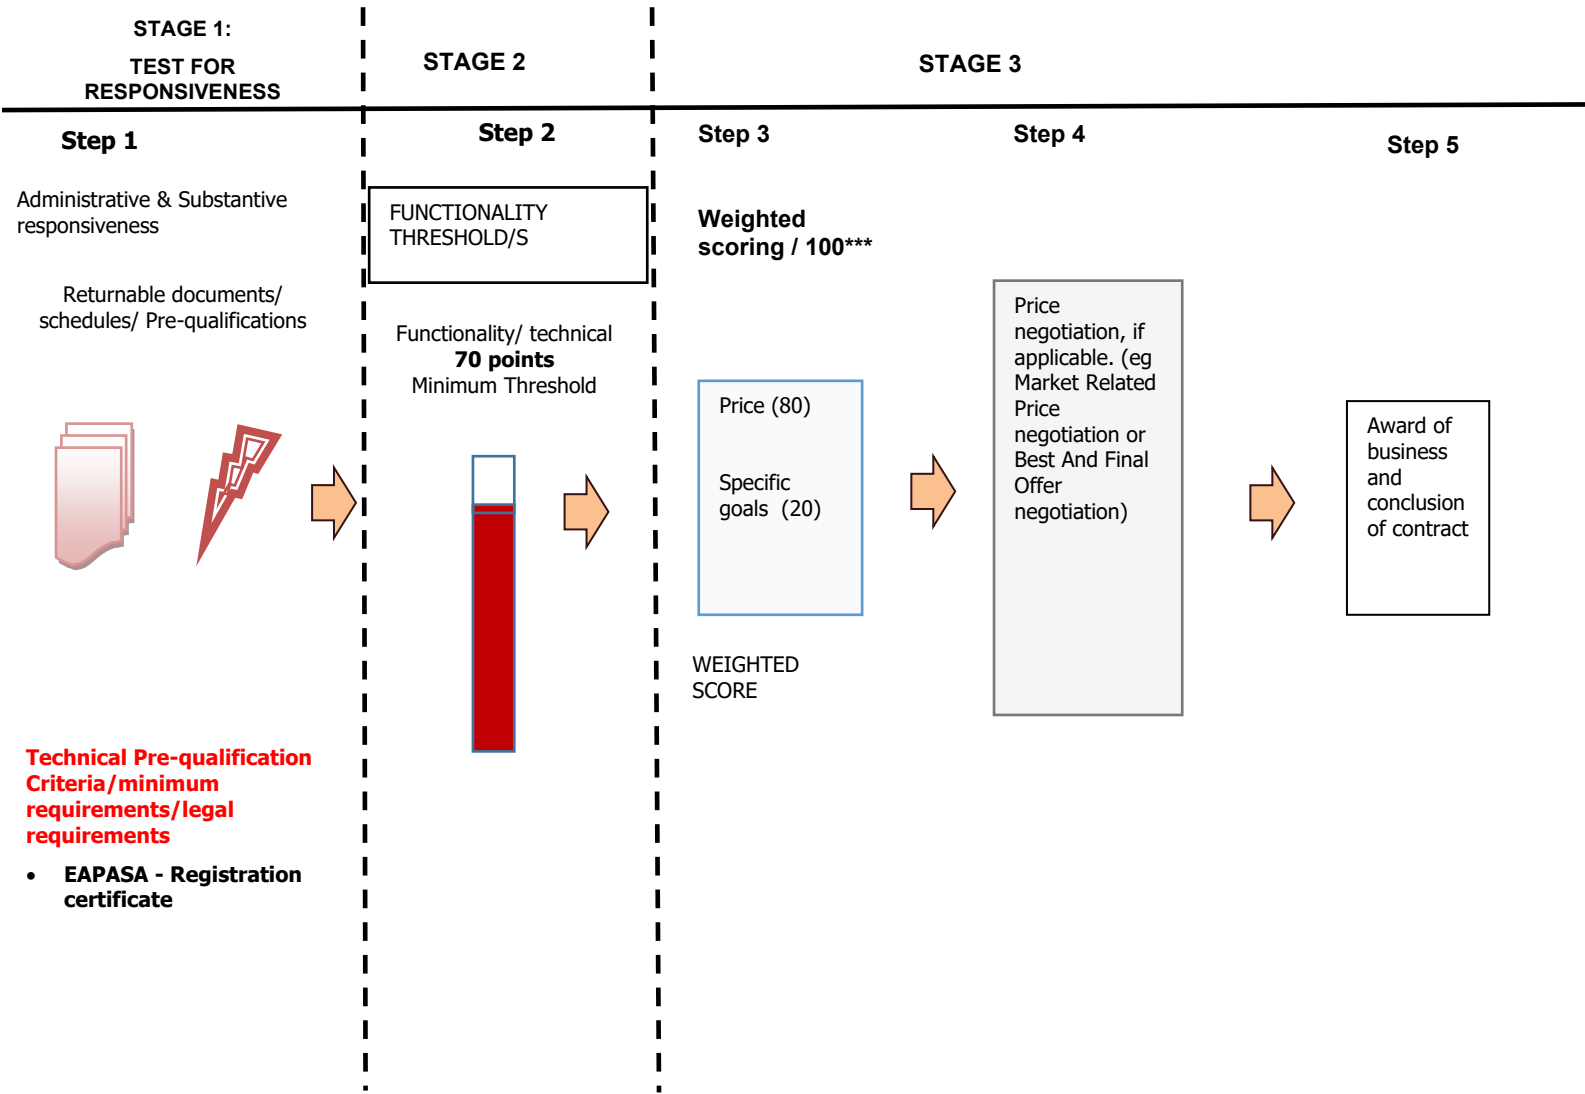 STAGE 1:
TEST FOR
RESPONSIVENESS
STAGE 2
STAGE 3
Step 1
Administrative & Substantive
responsiveness
Returnable documents/
schedules/ Pre-qualifications
Technical Pre-qualification
Criteria/minimum
requirements/legal
requirements
• EAPASA - Registration
certificate
Step 2
FUNCTIONALITY
THRESHOLD/S
Functionality/ technical
70 points
Minimum Threshold
Step 3
Weighted
scoring / 100***
Price (80)
Specific
goals (20)
WEIGHTED
SCORE
Step 4
Price
negotiation, if
applicable. (eg
Market Related
Price
negotiation or
Best And Final
Offer
negotiation)
Step 5
Award of
business
and
conclusion
of contract